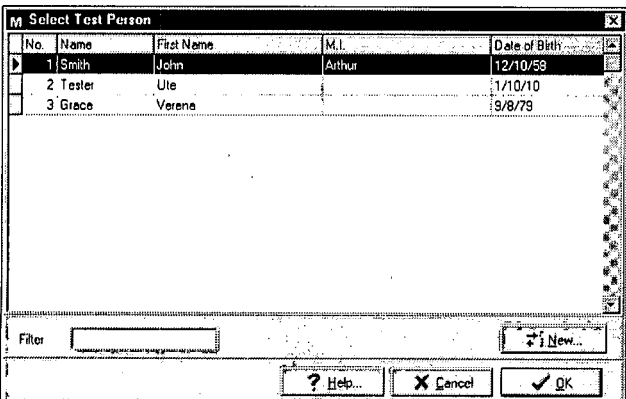 M Select Test Person
No. Name First Name M.I. Date of Birth
1 Smith John Arthur 12/10/58
2 Tester Ute 1/10/10
3 Grace Verena 9/8/79
Filter New...
? Help... Cancel OK